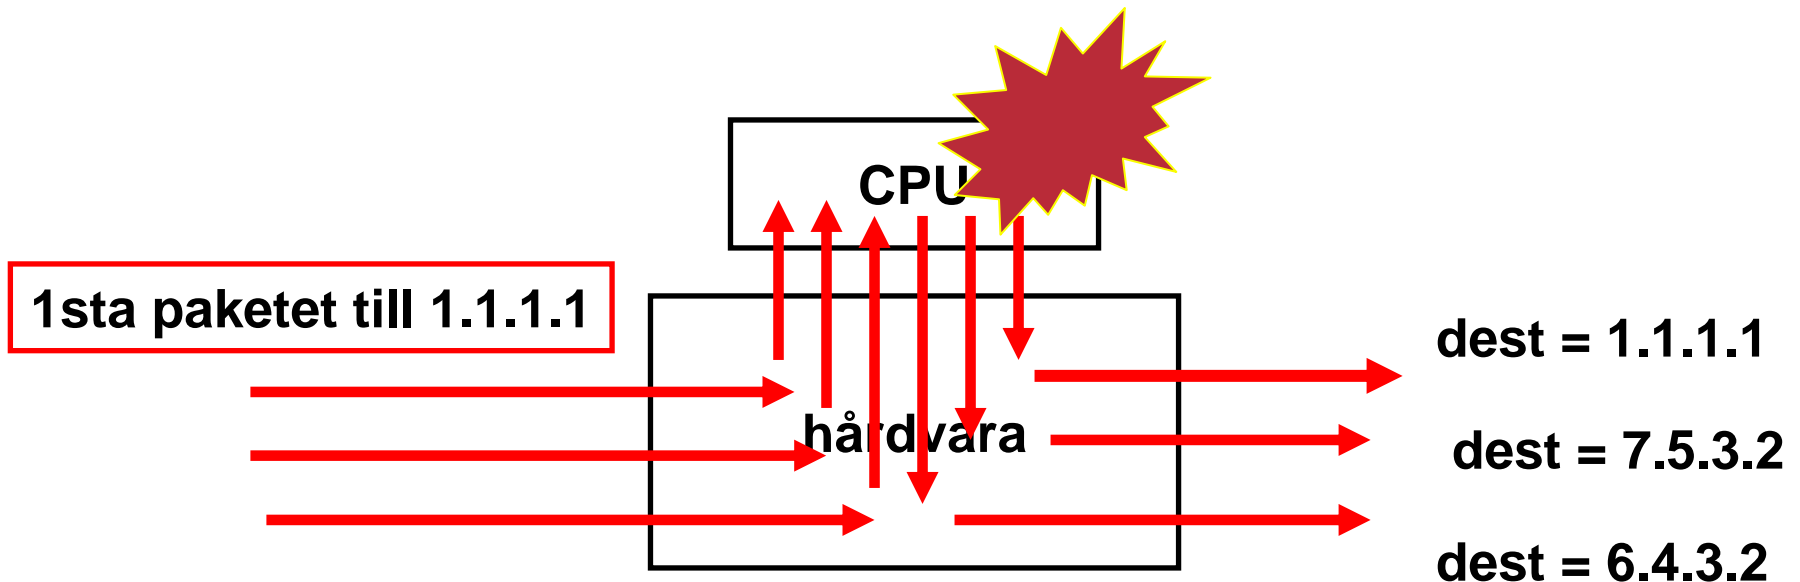 CPU
1sta paketet till 1.1.1.1
dest = 1.1.1.1
hårdvara
dest = 7.5.3.2
dest = 6.4.3.2